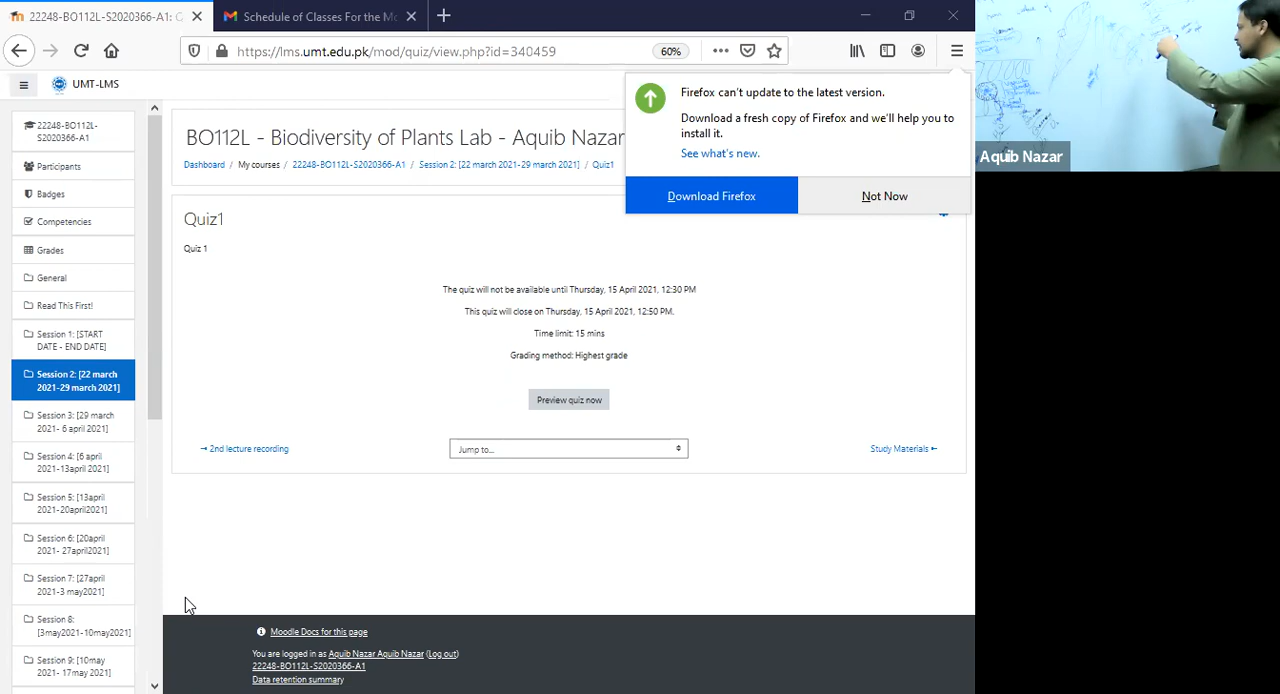 22248-BO112L-S2020366-A1: Q
Schedule of Classes For the Mo
https://lms.umt.edu.pk/mod/quiz/view.php?id=340459
60%
UMT-LMS
Firefox can't update to the latest version.
Download a fresh copy of Firefox and we'll help you to
install it.
See what's new.
Download Firefox
Not Now
Aquib Nazar
22248-BO112L-
S2020366-A1
Participants
Badges
Competencies
Grades
General
Read This First!
Session 1: [START
DATE - END DATE]
Session 2: [22 march
2021-29 march 2021]
Session 3: [29 march
2021- 6 april 2021]
Session 4: [6 april
2021-13april 2021]
Session 5: [13april
2021-20april 2021]
Session 6: [20april
2021- 27april2021]
Session 7: [27april
2021-3 may2021]
Session 8:
[3may2021-10may2021]
Session 9: [10may
2021- 17may 2021]
BO112L - Biodiversity of Plants Lab - Aquib Nazar
Dashboard / My courses / 22248-BO112L-S2020366-A1 / Session 2: [22 march 2021-29 march 2021] / Quiz1
Quiz1
Quiz 1
The quiz will not be available until Thursday, 15 April 2021, 12:30 PM
This quiz will close on Thursday, 15 April 2021, 12:50 PM.
Time limit: 15 mins
Grading method: Highest grade
Preview quiz now
2nd lecture recording
Jump to...
Study Materials
Moodle Docs for this page
You are logged in as Aquib Nazar Aquib Nazar (Log out)
22248-BO112L-S2020366-A1
Data retention summary